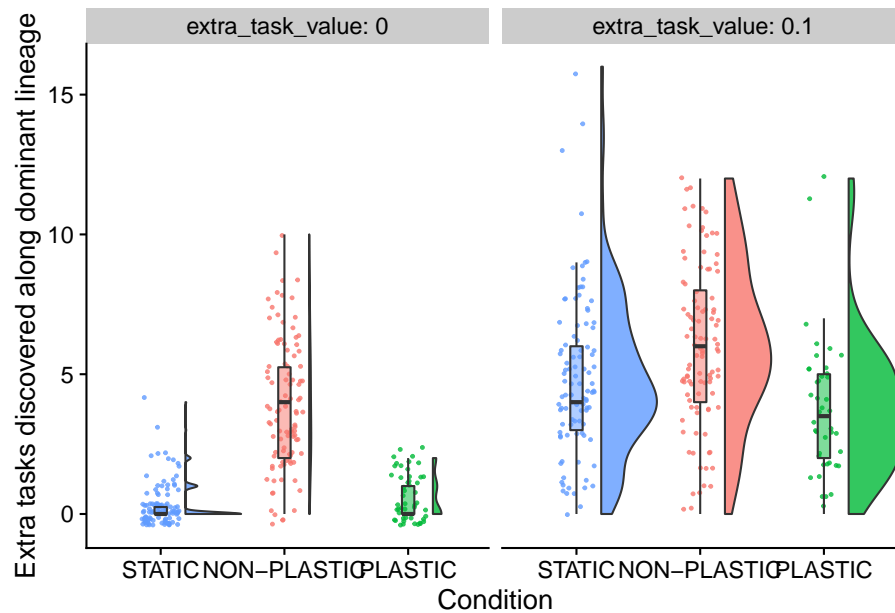 extra_task_value: 0
extra_task_value: 0.1
Extra tasks discovered along dominant lineage
15
10
5
0
STATIC NON−PLASTIC PLASTIC
STATIC NON−PLASTIC PLASTIC
Condition